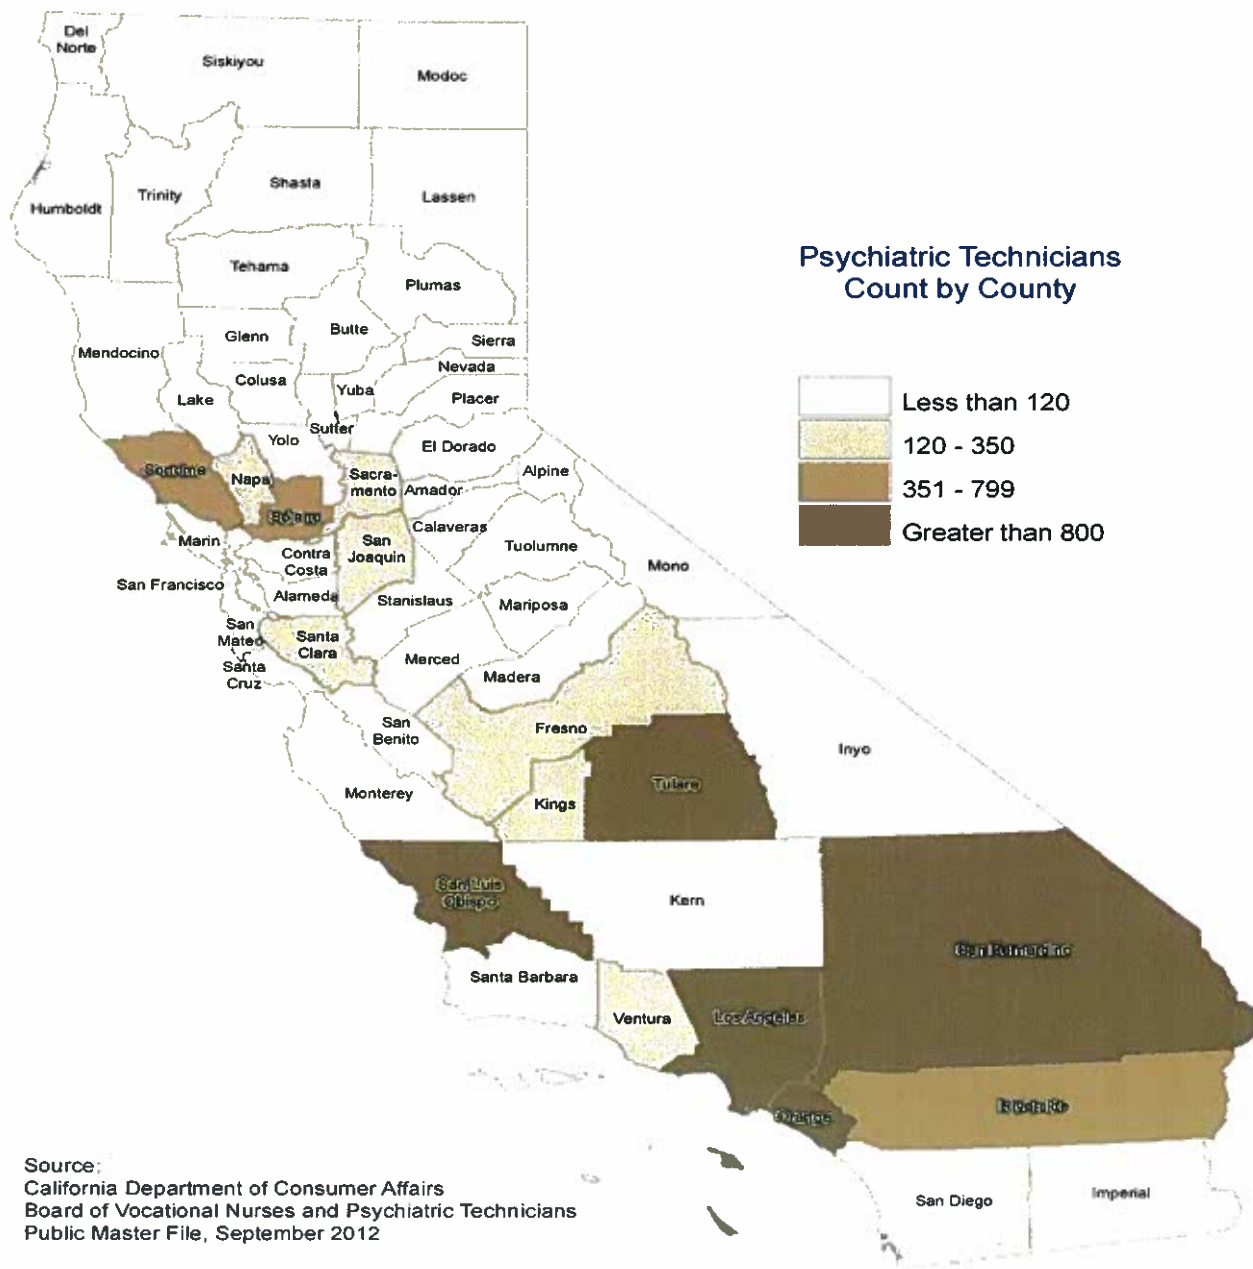 Del
Norte
Siskiyou
Modoc
Humboldt
Trinity
Shasta
Lassen
Tehama
Plumas
Mendocino
Glenn
Butte
Sierra
Lake
Colusa
Yuba
Nevada
Placer
Sutter
Yolo
El Dorado
Sonoma
Napa
Solano
Sacra-
mento
Amador
Alpine
Marin
Contra
Costa
San
Joaquin
Calaveras
Tuolumne
Mono
San Francisco
Alameda
Stanislaus
Mariposa
San
Mateo
Santa
Clara
Santa
Cruz
Merced
Madera
San
Benito
Fresno
Inyo
Monterey
Kings
Tulare
San Luis
Obispo
Kern
San Bernardino
Santa Barbara
Ventura
Los Angeles
Orange
San Diego
Imperial
Psychiatric Technicians
Count by County
Less than 120
120 - 350
351 - 799
Greater than 800
Source:
California Department of Consumer Affairs
Board of Vocational Nurses and Psychiatric Technicians
Public Master File, September 2012